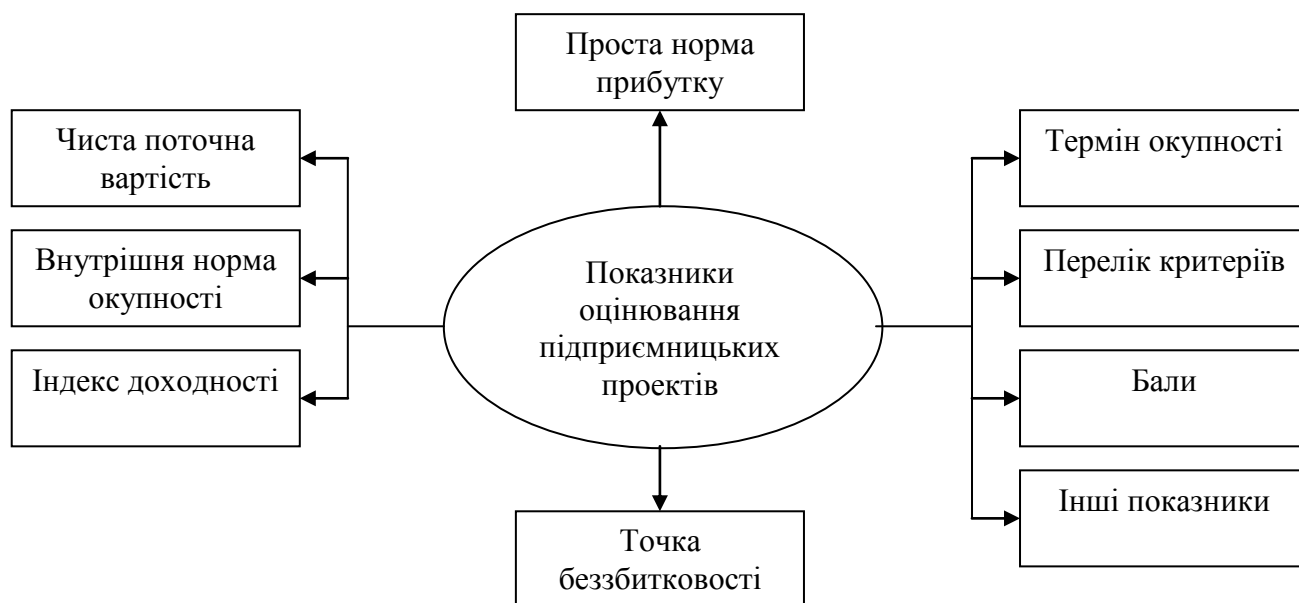 Проста норма
прибутку
Чиста поточна
вартість
Внутрішня норма
окупності
Індекс доходності
Показники
оцінювання
підприємницьких
проектів
Термін окупності
Перелік критеріїв
Бали
Інші показники
Точка
беззбитковості